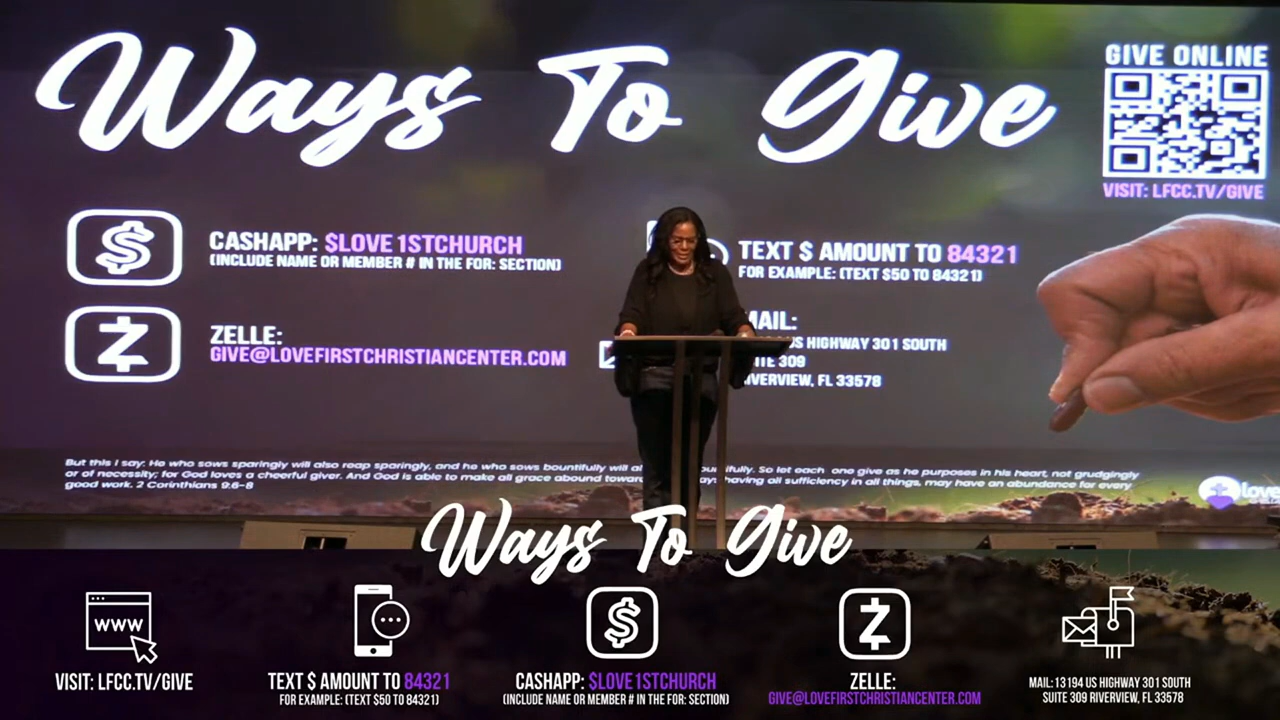 Ways To Give
GIVE ONLINE
VISIT: LFCC.TV/GIVE
CASHAPP: $LOVE1STCHURCH
(INCLUDE NAME OR MEMBER # IN THE FOR: SECTION)
TEXT $ AMOUNT TO 84321
FOR EXAMPLE: (TEXT $50 TO 84321)
ZELLE:
GIVE@LOVEFIRSTCHRISTIANCENTER.COM
MAIL:
US HIGHWAY 301 SOUTH
SUITE 309
RIVERVIEW, FL 33578
But this I say: He who sows sparingly will also reap sparingly, and he who sows bountifully will bountifully. So let each one give as he purposes in his heart, not grudgingly
or of necessity; for God loves a cheerful giver. And God is able to make all grace abound having all sufficiency in all things, may have an abundance for every
good work. 2 Corinthians 9:6-8
love
Ways To Give
WWW
VISIT: LFCC.TV/GIVE
TEXT $ AMOUNT TO 84321
FOR EXAMPLE: (TEXT $50 TO 84321)
CASHAPP: $LOVE1STCHURCH
(INCLUDE NAME OR MEMBER # IN THE FOR: SECTION)
ZELLE:
GIVE@LOVEFIRSTCHRISTIANCENTER.COM
MAIL: 13194 US HIGHWAY 301 SOUTH
SUITE 309 RIVERVIEW, FL 33578